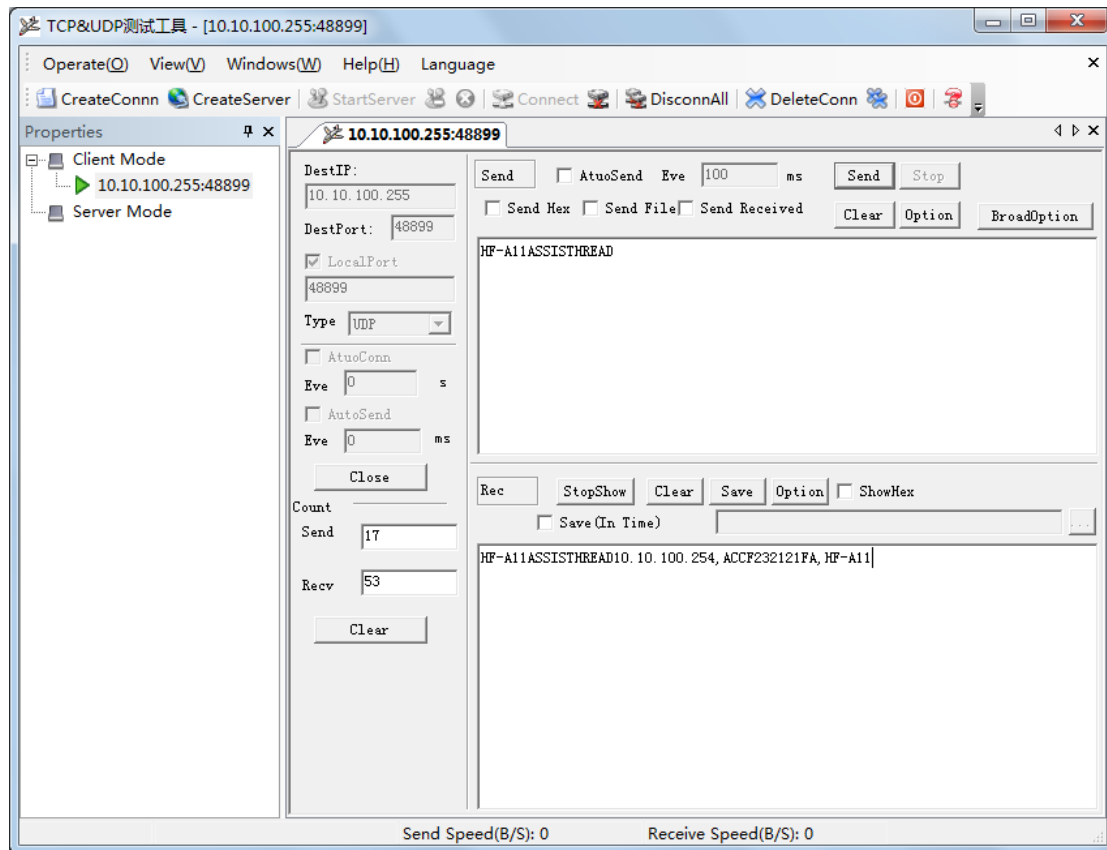 TCP&UDP测试工具 - [10.10.100.255:48899]
Operate(O) View(V) Windows(W) Help(H) Language
CreateConnn CreateServer StartServer Connect DisconnAll DeleteConn
Properties
Client Mode
10.10.100.255:48899
Server Mode
10.10.100.255:48899
DestIP:
10.10.100.255
DestPort: 48899
LocalPort
48899
Type UDP
AtuoConn
Eve 0 s
AutoSend
Eve 0 ms
Close
Count
Send 17
Recv 53
Clear
Send AtuoSend Eve 100 ms Send Stop
Send Hex Send File Send Received Clear Option BroadOption
HF-A11ASSISTHREAD
Rec StopShow Clear Save Option ShowHex
Save(In Time) ...
HF-A11ASSISTHREAD10.10.100.254,ACCF232121FA,HF-A11
Send Speed(B/S): 0 Receive Speed(B/S): 0